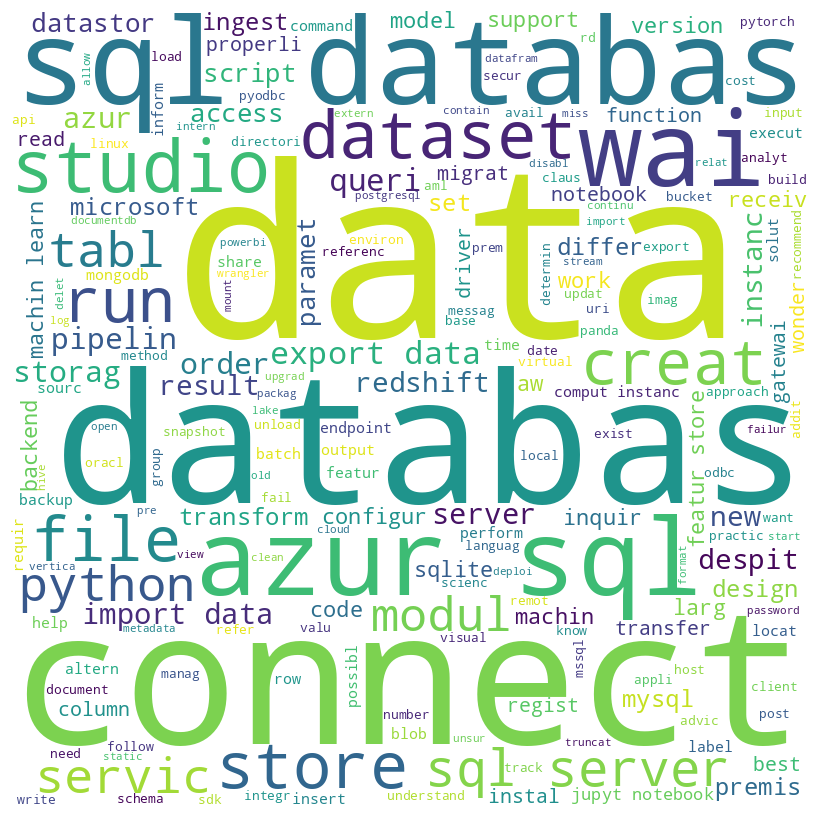 datastor ingest command model support version pytorch
sql databas
properli rd datafram
allow load script pyodbc secur cost
api azur inform access extern contain avail miss function input
read linux intern directori dataset wai execut
studio queri migrat disabl relat analyt
claus build
aml notebook bucket receiv
microsoft postgresql set continu
machin learn documentdb data import solut recommend
tabl powerbi environ prem driver differ export instanc
share referenc stream
mongodb wrangler paramet determin work wonder
delet run mount messag updat uri imag
log base panda
pipelin method order export data time date virtual creat gatewai
storag result upgrad redshift aw comput instanc approach
sourc packag
backend open snapshot lake unload endpoint exist local featur store addit failur
hive oracl group batch output databas odbc
backup old featur
requir pre fail
transform configur server inquir new want
file view cloud perform practic start
vertica clean languag format despit
python azur sql sqlite deploi
scienc design
import data code modul remot machin larg password
help metadata refer valu know transfer locat
visual mssql
altern manag row possibl appli host client
document connect mysql
column number regist advic post
blob
need follow store unsur truncat label best
static track
servic sql server premis
write schema sdk integr insert understand instal jupyt notebook